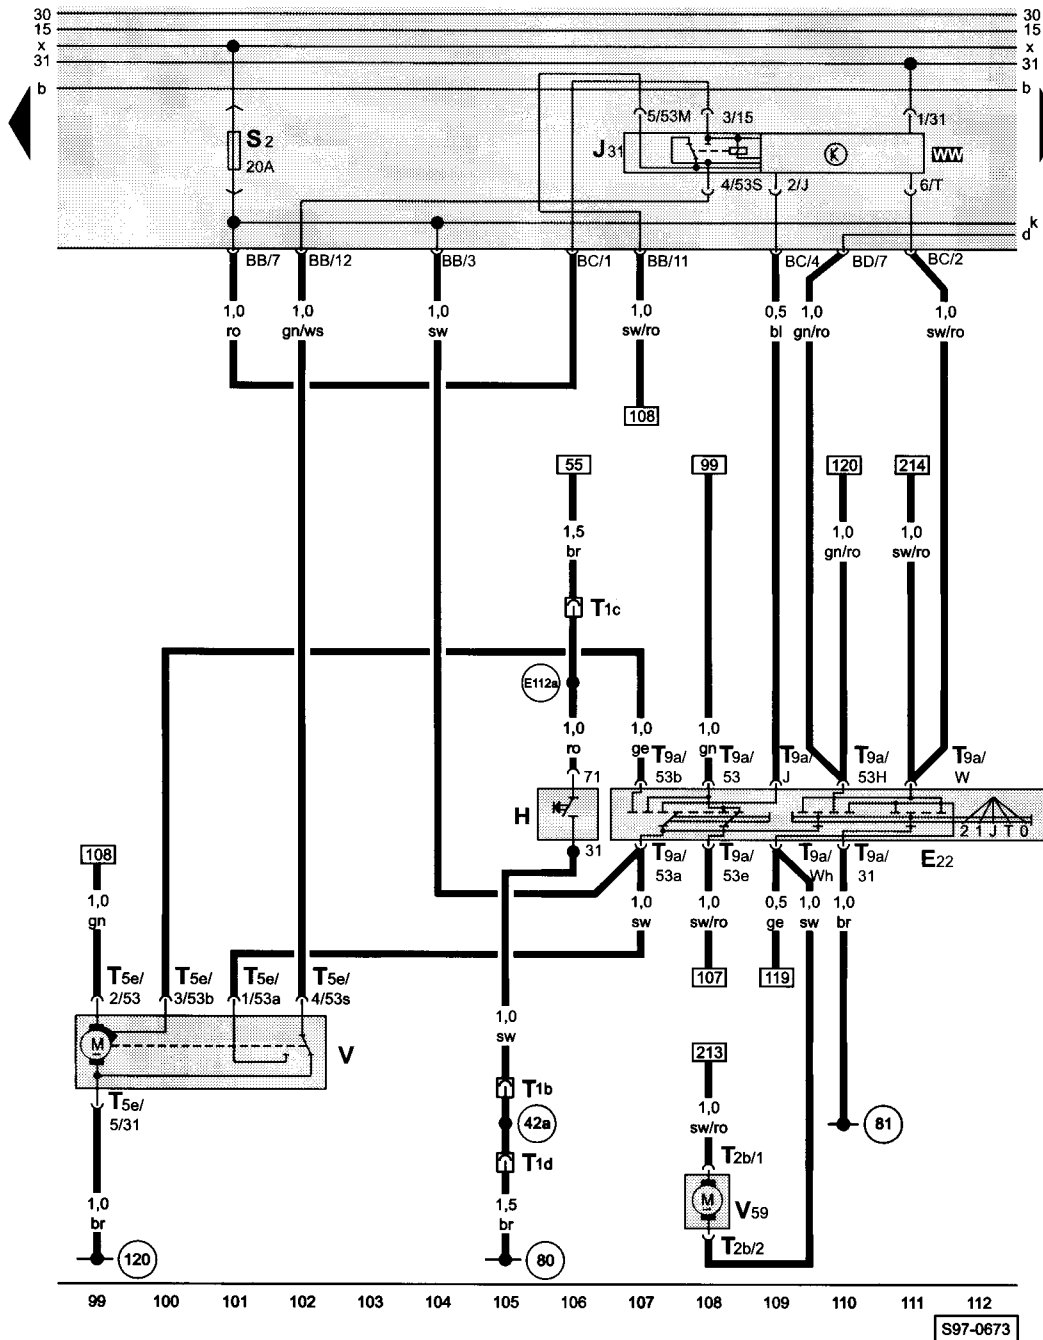 30 30
15 15
x x
31 31
b b
5/53M 3/15 1/31
S2
20A
J31
K
WW
4/53S 2/J 6/T
k
d
BB/7 BB/12 BB/3 BC/1 BB/11 BC/4 BD/7 BC/2
1,0 1,0 1,0 1,0 0,5 1,0 1,0
ro gn/ws sw sw/ro bl gn/ro sw/ro
108
55 99 120 214
1,5 1,0 1,0
br gn/ro sw/ro
T1c
E112a
1,0 1,0 1,0
ro ge gn
T9a/ T9a/ T9a/ T9a/ T9a/
53b 53 J 53H W
71
H
31
2 1 J T 0
E22
T9a/ T9a/ T9a/ T9a/
53a 53e Wh 31
108
1,0
gn
1,0 1,0 0,5 1,0 1,0
sw sw/ro ge sw br
107 119
T5e/ T5e/ T5e/ T5e/
2/53 3/53b 1/53a 4/53s
M
V
T5e/
5/31
1,0
sw
213
T1b
42a
T1d
1,0
sw/ro
81
T2b/1
M
V59
T2b/2
1,0
br
1,5
br
120
80
99 100 101 102 103 104 105 106 107 108 109 110 111 112
S97-0673